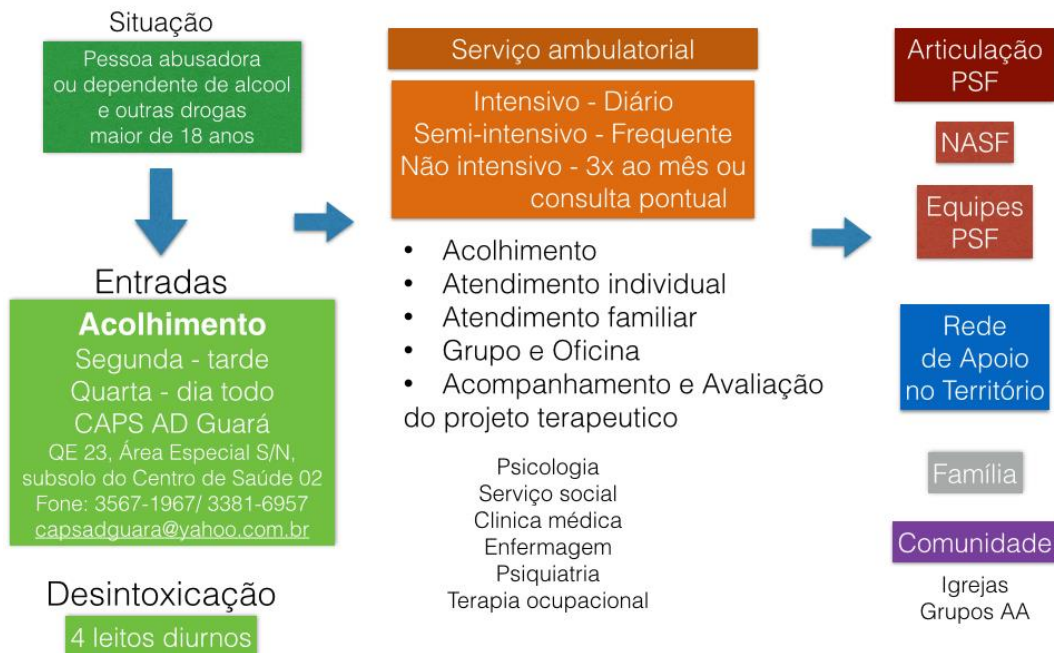 Situação
Pessoa abusadora
ou dependente de alcool
e outras drogas
maior de 18 anos
Entradas
Acolhimento
Segunda - tarde
Quarta - dia todo
CAPS AD Guará
QE 23, Área Especial S/N,
subsolo do Centro de Saúde 02
Fone: 3567-1967/ 3381-6957
capsadguara@yahoo.com.br
Desintoxicação
4 leitos diurnos
Serviço ambulatorial
Intensivo - Diário
Semi-intensivo - Frequente
Não intensivo - 3x ao mês ou
consulta pontual
• Acolhimento
• Atendimento individual
• Atendimento familiar
• Grupo e Oficina
• Acompanhamento e Avaliação
do projeto terapeutico
Psicologia
Serviço social
Clinica médica
Enfermagem
Psiquiatria
Terapia ocupacional
Articulação
PSF
NASF
Equipes
PSF
Rede
de Apoio
no Território
Família
Comunidade
Igrejas
Grupos AA